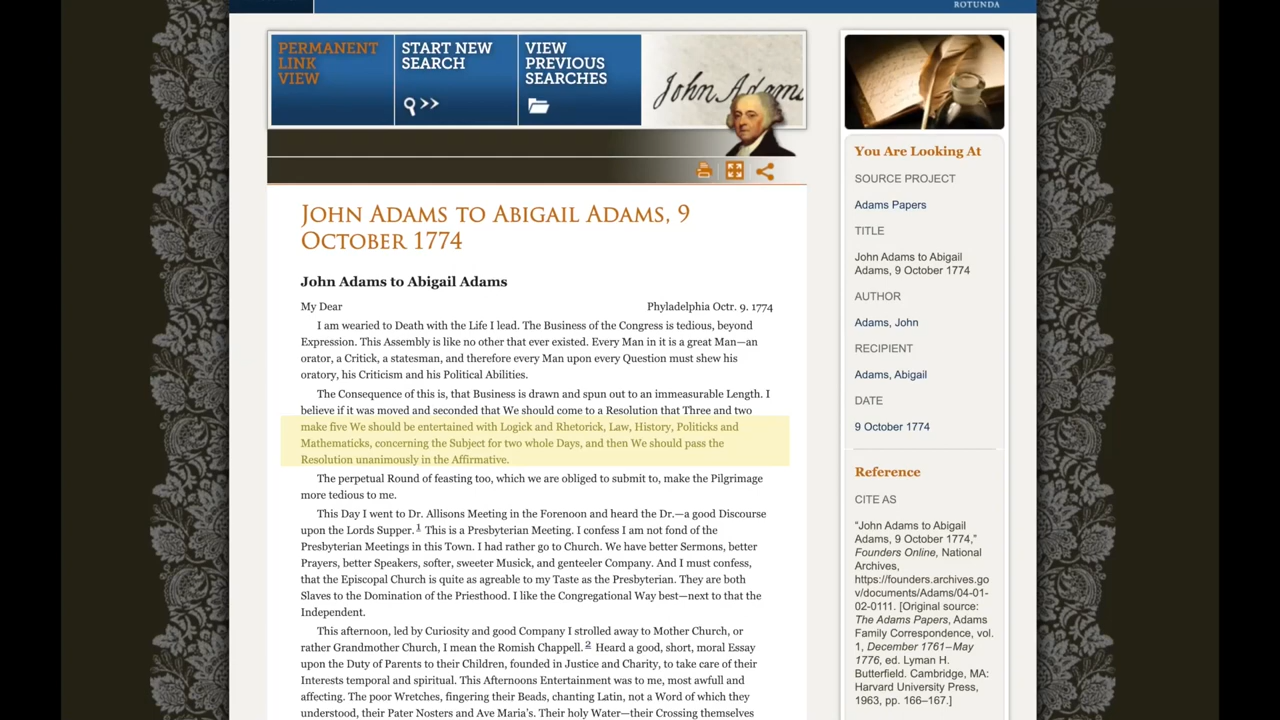 ROTUNDA
PERMANENT
LINK
VIEW
START NEW
SEARCH
VIEW
PREVIOUS
SEARCHES
John Adams
JOHN ADAMS TO ABIGAIL ADAMS, 9
OCTOBER 1774
John Adams to Abigail Adams
My Dear Phyladelphia Octr. 9. 1774
I am wearied to Death with the Life I lead. The Business of the Congress is tedious, beyond
Expression. This Assembly is like no other that ever existed. Every Man in it is a great Man—an
orator, a Critick, a statesman, and therefore every Man upon every Question must shew his
oratory, his Criticism and his Political Abilities.
The Consequence of this is, that Business is drawn and spun out to an immeasurable Length. I
believe if it was moved and seconded that We should come to a Resolution that Three and two
make five We should be entertained with Logick and Rhetorick, Law, History, Politicks and
Mathematicks, concerning the Subject for two whole Days, and then We should pass the
Resolution unanimously in the Affirmative.
The perpetual Round of feasting too, which we are obliged to submit to, make the Pilgrimage
more tedious to me.
This Day I went to Dr. Allisons Meeting in the Forenoon and heard the Dr.—a good Discourse
upon the Lords Supper.1 This is a Presbyterian Meeting. I confess I am not fond of the
Presbyterian Meetings in this Town. I had rather go to Church. We have better Sermons, better
Prayers, better Speakers, softer, sweeter Musick, and genteeler Company. And I must confess,
that the Episcopal Church is quite as agreable to my Taste as the Presbyterian. They are both
Slaves to the Domination of the Priesthood. I like the Congregational Way best—next to that the
Independent.
This afternoon, led by Curiosity and good Company I strolled away to Mother Church, or
rather Grandmother Church, I mean the Romish Chappell.2 Heard a good, short, moral Essay
upon the Duty of Parents to their Children, founded in Justice and Charity, to take care of their
Interests temporal and spiritual. This Afternoons Entertainment was to me, most awfull and
affecting. The poor Wretches, fingering their Beads, chanting Latin, not a Word of which they
understood, their Pater Nosters and Ave Maria's. Their holy Water—their Crossing themselves
You Are Looking At
SOURCE PROJECT
Adams Papers
TITLE
John Adams to Abigail
Adams, 9 October 1774
AUTHOR
Adams, John
RECIPIENT
Adams, Abigail
DATE
9 October 1774
Reference
CITE AS
“John Adams to Abigail
Adams, 9 October 1774,”
Founders Online, National
Archives,
https://founders.archives.go
v/documents/Adams/04-01-
02-0111. [Original source:
The Adams Papers, Adams
Family Correspondence, vol.
1, December 1761–May
1776, ed. Lyman H.
Butterfield. Cambridge, MA:
Harvard University Press,
1963, pp. 166–167.]